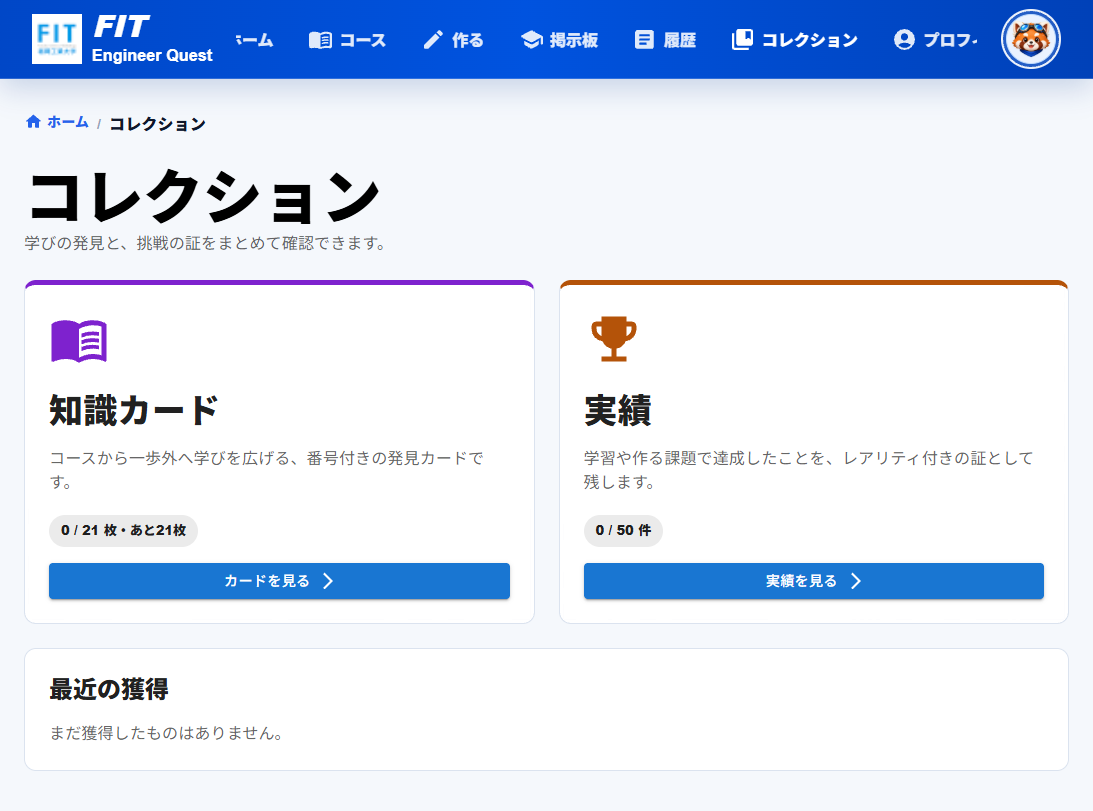 FIT
FIT
Engineer Quest
ホーム
コース
作る
掲示板
履歴
コレクション
プロフィ
ホーム / コレクション
コレクション
学びの発見と、挑戦の証をまとめて確認できます。
知識カード
コースから一歩外へ学びを広げる、番号付きの発見カードで
す。
0 / 21 枚・あと21枚
カードを見る
実績
学習や作る課題で達成したことを、レアリティ付きの証として
残します。
0 / 50 件
実績を見る
最近の獲得
まだ獲得したものはありません。